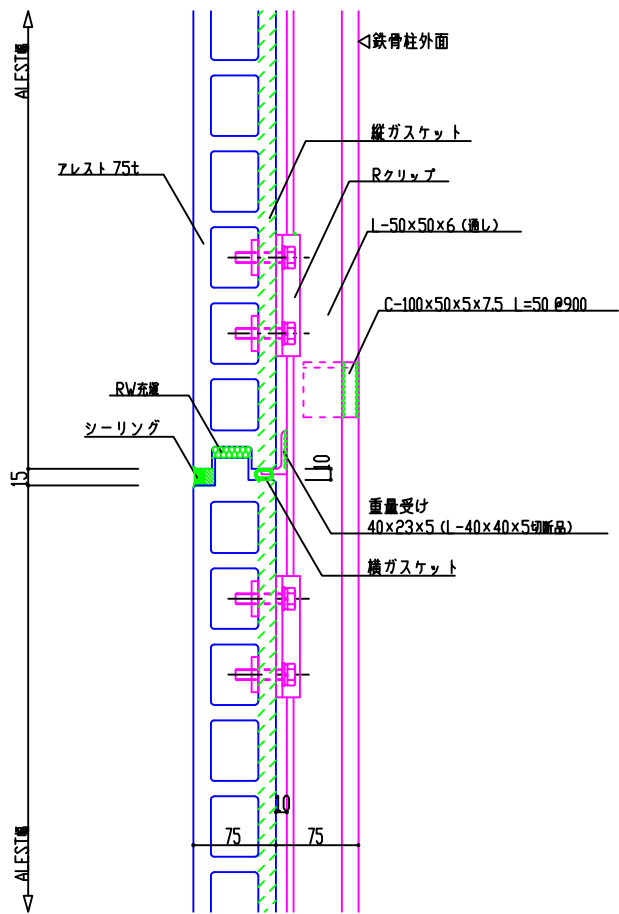 ALEST幅
◁鉄骨柱外面
縦ガスケット
アレスト 75t
Rクリップ
L-50×50×6 (通し)
C-100×50×5×7.5 L=50 @900
RW充填
シーリング
15
10
重量受け
40×23×5 (L-40×40×5切断品)
横ガスケット
10
75
75
ALEST幅